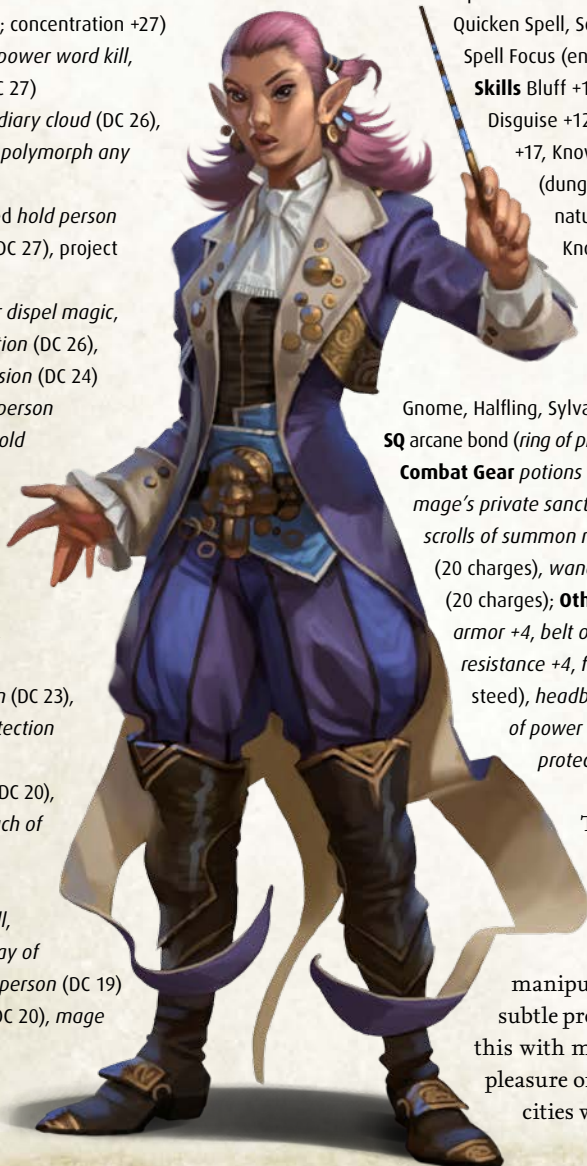 ; concentration +27)
power word kill,
C 27)
diary cloud (DC 26),
polymorph any
ed hold person
DC 27), project
r dispel magic,
tion (DC 26),
sion (DC 24)
person
old
n (DC 23),
tection
DC 20),
ch of
ll,
ay of
person (DC 19)
DC 20), mage
Quicken Spell, Se
Spell Focus (en
Skills Bluff +1
Disguise +12
+17, Know
(dung
natu
Kno
Gnome, Halfling, Sylva
SQ arcane bond (ring of p
Combat Gear potions
mage's private sanct
scrolls of summon m
(20 charges), wand
(20 charges); Oth
armor +4, belt o
resistance +4, f
steed), headb
of power
protec
T
manipu
subtle pr
this with m
pleasure o
cities w